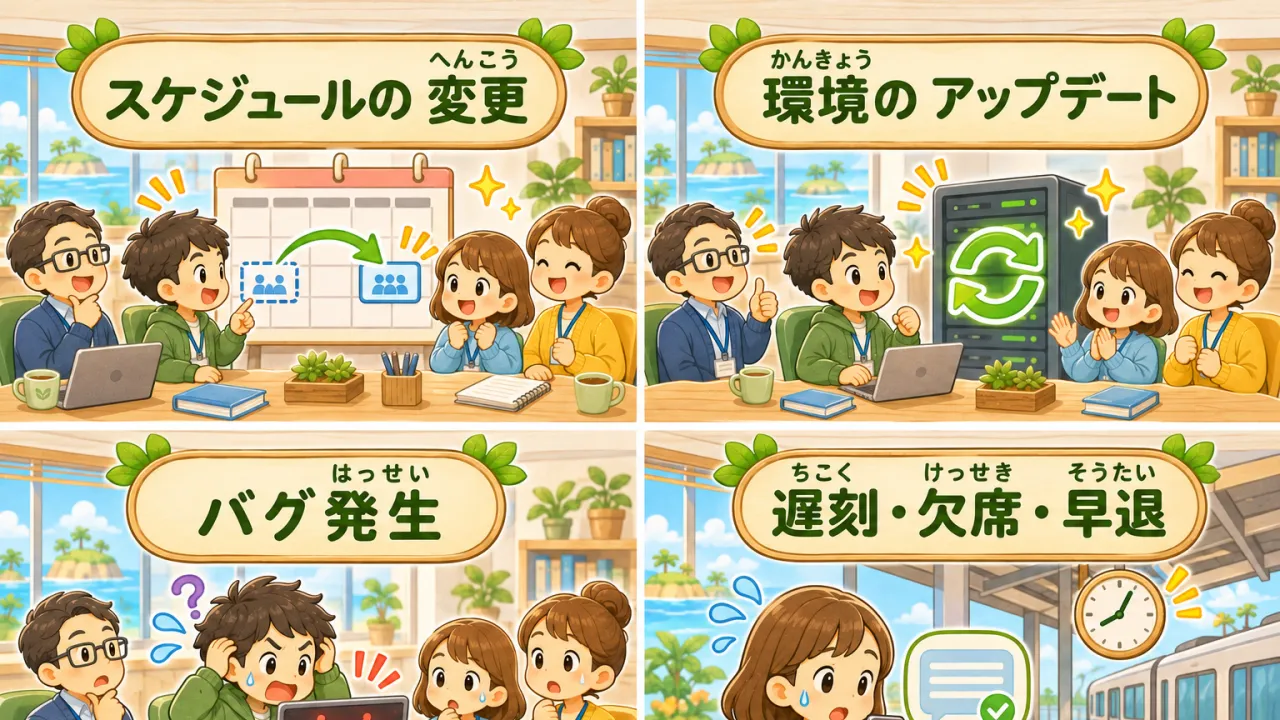 へんこう
スケジュールの 変更
かんきょう
環境の アップデート
はっせい
バグ 発生
ちこく けっせき そうたい
遅刻・欠席・早退
?